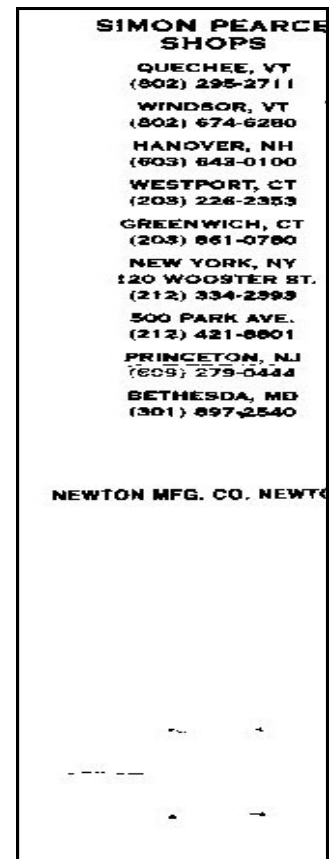 SIMON PEARCE
SHOPS
QUECHEE, VT
(802) 295-2711
WINDSOR, VT
(802) 674-6280
HANOVER, NH
(603) 643-0100
WESTPORT, CT
(203) 226-2353
GREENWICH, CT
(203) 861-0780
NEW YORK, NY
120 WOOSTER ST.
(212) 334-2393
500 PARK AVE.
(212) 421-8801
PRINCETON, NJ
(609) 279-0444
BETHESDA, MD
(301) 897-2540
NEWTON MFG. CO. NEWTO